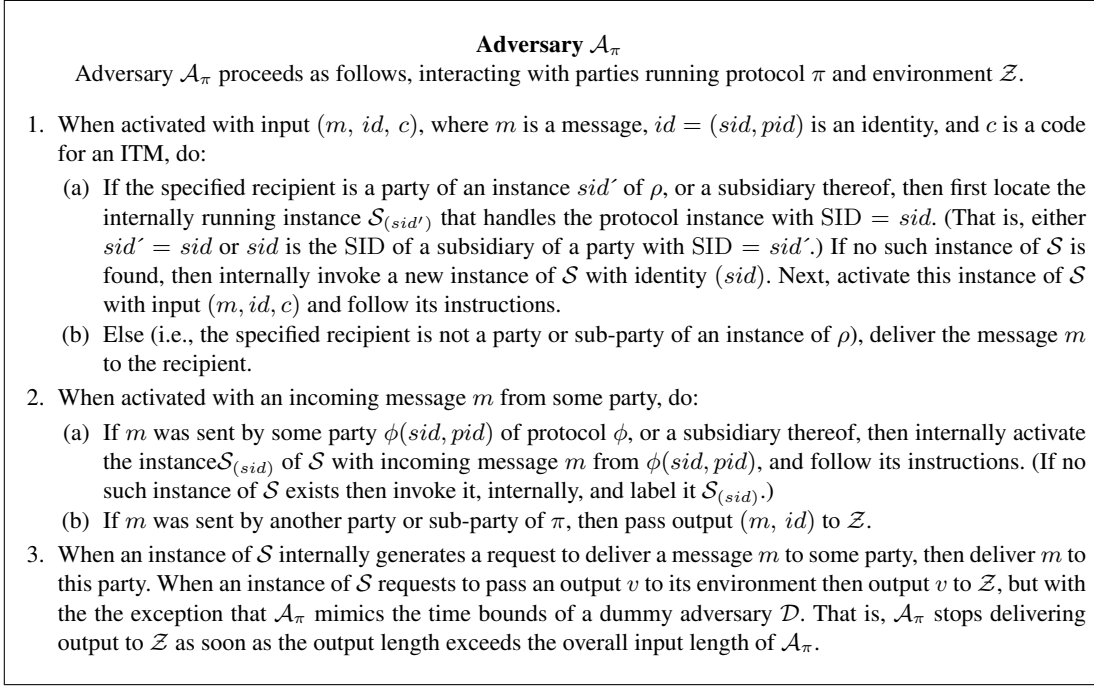 Adversary 𝒜_π
Adversary 𝒜_π proceeds as follows, interacting with parties running protocol π and environment 𝒵.
1. When activated with input (m, id, c), where m is a message, id = (sid, pid) is an identity, and c is a code
for an ITM, do:
(a) If the specified recipient is a party of an instance sid´ of ρ, or a subsidiary thereof, then first locate the
internally running instance 𝒮_(sid′) that handles the protocol instance with SID = sid. (That is, either
sid´ = sid or sid is the SID of a subsidiary of a party with SID = sid´.) If no such instance of 𝒮 is
found, then internally invoke a new instance of 𝒮 with identity (sid). Next, activate this instance of 𝒮
with input (m, id, c) and follow its instructions.
(b) Else (i.e., the specified recipient is not a party or sub-party of an instance of ρ), deliver the message m
to the recipient.
2. When activated with an incoming message m from some party, do:
(a) If m was sent by some party ϕ(sid, pid) of protocol ϕ, or a subsidiary thereof, then internally activate
the instance𝒮_(sid) of 𝒮 with incoming message m from ϕ(sid, pid), and follow its instructions. (If no
such instance of 𝒮 exists then invoke it, internally, and label it 𝒮_(sid).)
(b) If m was sent by another party or sub-party of π, then pass output (m, id) to 𝒵.
3. When an instance of 𝒮 internally generates a request to deliver a message m to some party, then deliver m to
this party. When an instance of 𝒮 requests to pass an output v to its environment then output v to 𝒵, but with
the the exception that 𝒜_π mimics the time bounds of a dummy adversary 𝒟. That is, 𝒜_π stops delivering
output to 𝒵 as soon as the output length exceeds the overall input length of 𝒜_π.